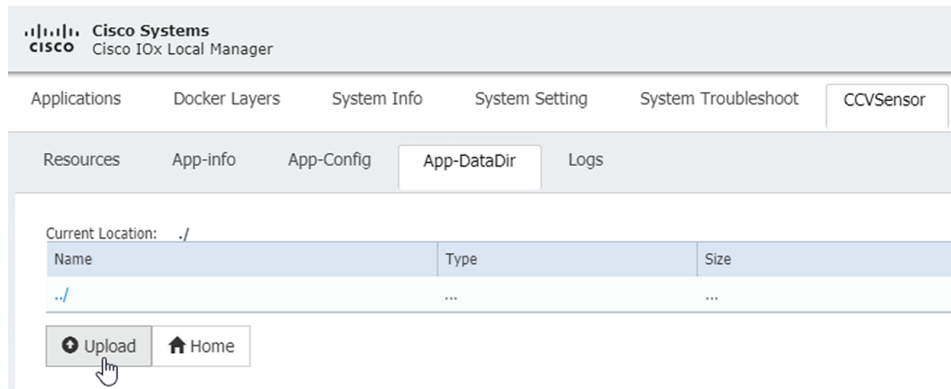 Cisco Systems
CISCO Cisco IOx Local Manager
Applications Docker Layers System Info System Setting System Troubleshoot CCVSensor
Resources App-info App-Config App-DataDir Logs
Current Location: ./
Name Type Size
../ ... ...
Upload Home